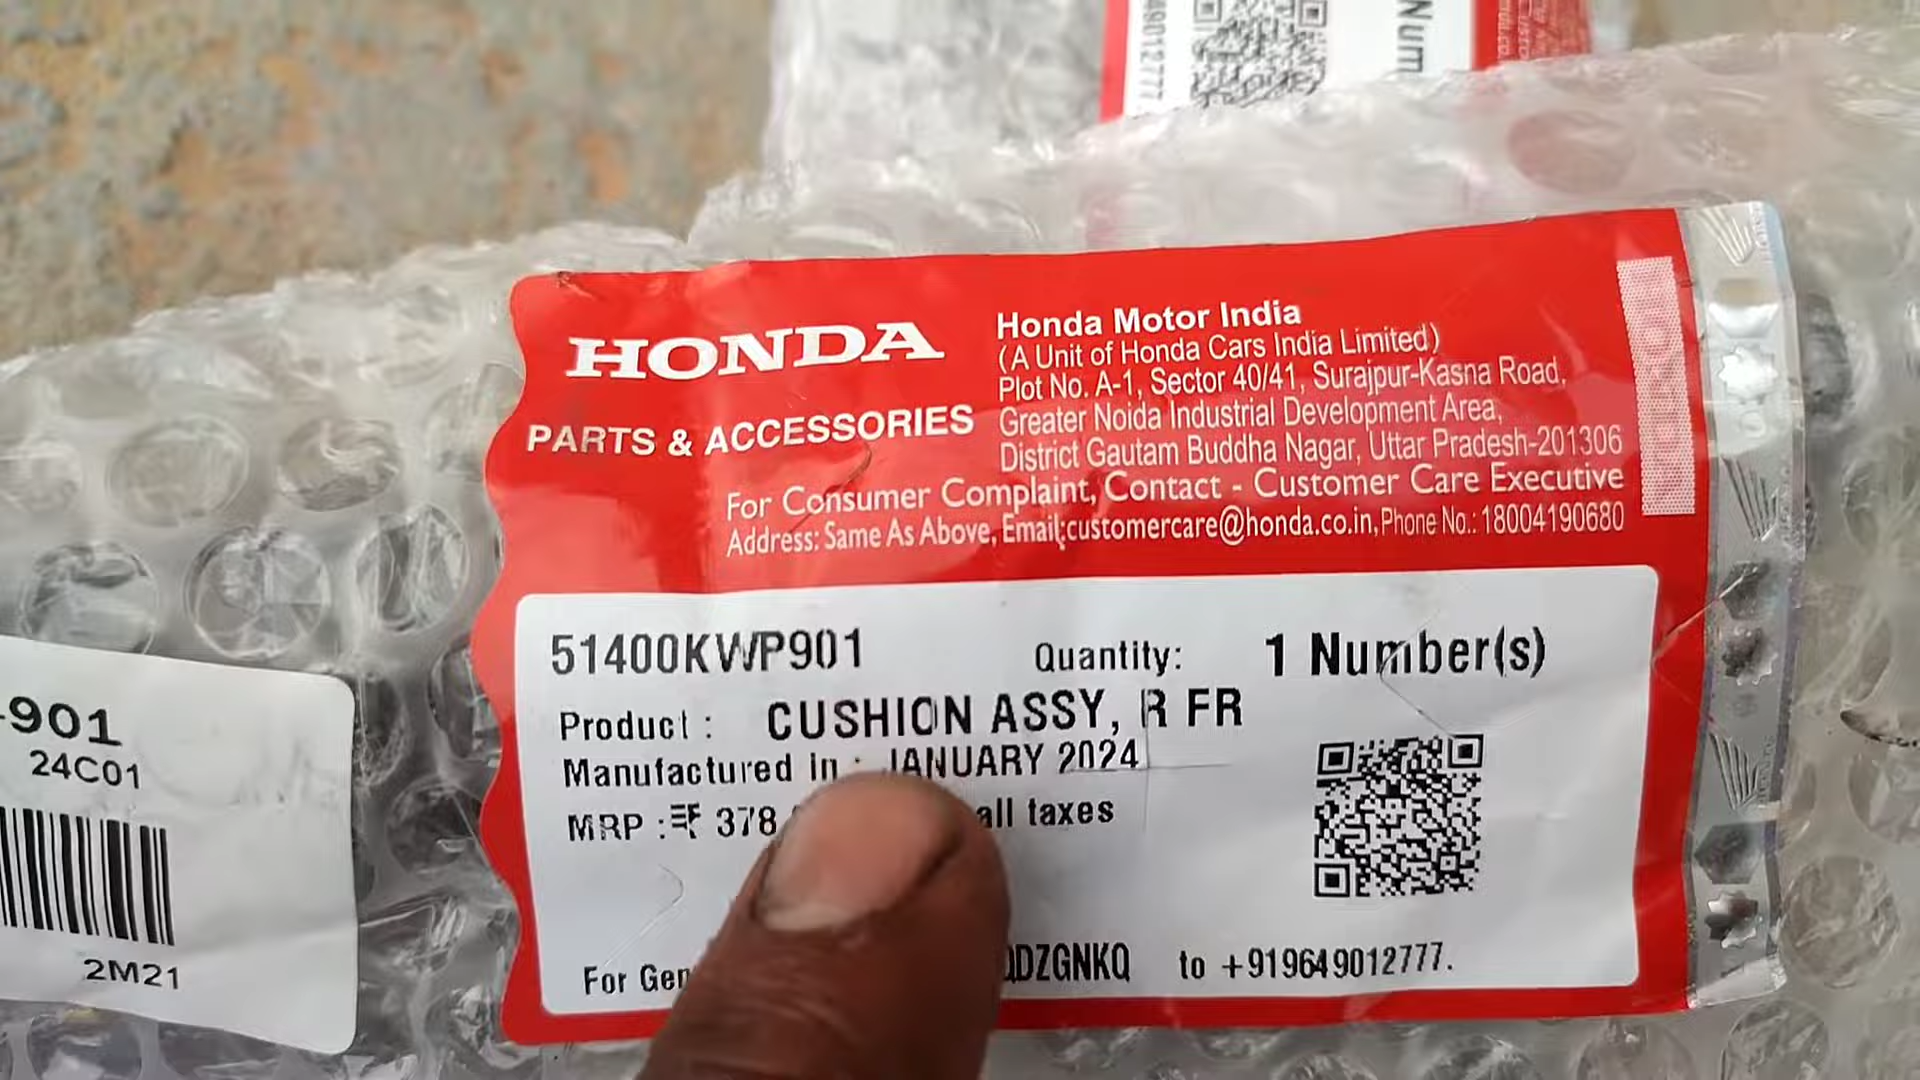 Num
49012777.
HONDA
PARTS & ACCESSORIES
Honda Motor India
(A Unit of Honda Cars India Limited)
Plot No. A-1, Sector 40/41, Surajpur-Kasna Road,
Greater Noida Industrial Development Area,
District Gautam Buddha Nagar, Uttar Pradesh-201306
For Consumer Complaint, Contact - Customer Care Executive
Address: Same As Above, Email:customercare@honda.co.in, Phone No.: 18004190680
51400KWP901 Quantity: 1 Number(s)
Product : CUSHION ASSY, R FR
Manufactured in : JANUARY 2024
MRP : ₹ 378 all taxes
For Gen QDZGNKQ to +919649012777.
-901
24C01
2M21